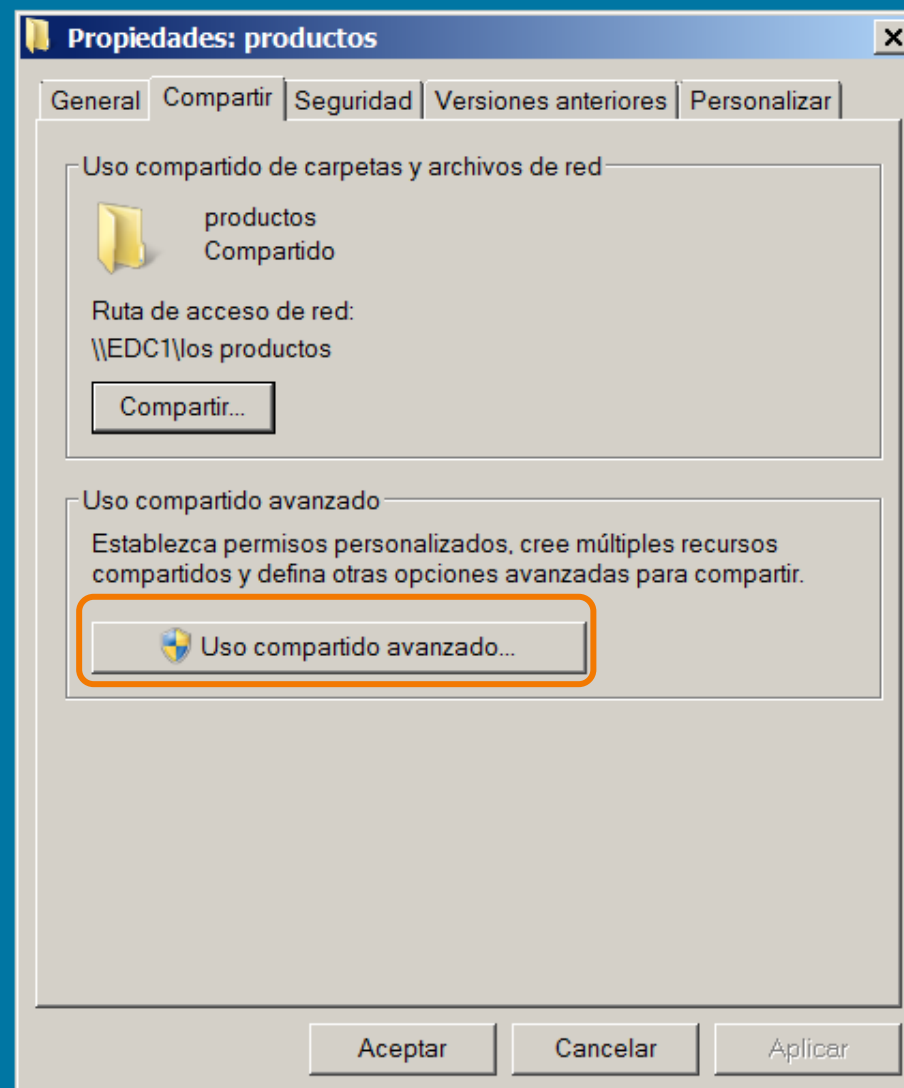 Propiedades: productos
General
Compartir
Seguridad
Versiones anteriores
Personalizar
Uso compartido de carpetas y archivos de red
productos
Compartido
Ruta de acceso de red:
\\EDC1\los productos
Compartir...
Uso compartido avanzado
Establezca permisos personalizados, cree múltiples recursos
compartidos y defina otras opciones avanzadas para compartir.
Uso compartido avanzado...
Aceptar
Cancelar
Aplicar